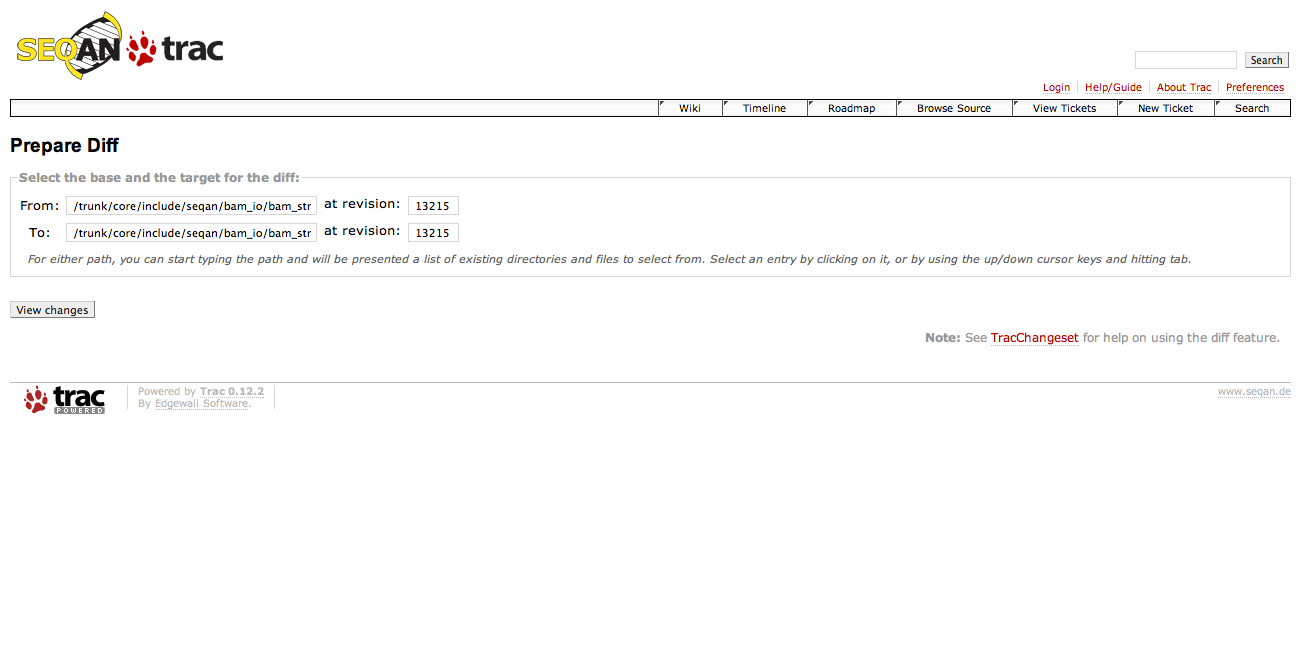 SEQAN trac
Search
Login Help/Guide About Trac Preferences
Wiki Timeline Roadmap Browse Source View Tickets New Ticket Search
Prepare Diff
Select the base and the target for the diff:
From: /trunk/core/include/seqan/bam_io/bam_str at revision: 13215
To: /trunk/core/include/seqan/bam_io/bam_str at revision: 13215
For either path, you can start typing the path and will be presented a list of existing directories and files to select from. Select an entry by clicking on it, or by using the up/down cursor keys and hitting tab.
View changes
Note: See TracChangeset for help on using the diff feature.
trac POWERED
Powered by Trac 0.12.2
By Edgewall Software.
www.seqan.de